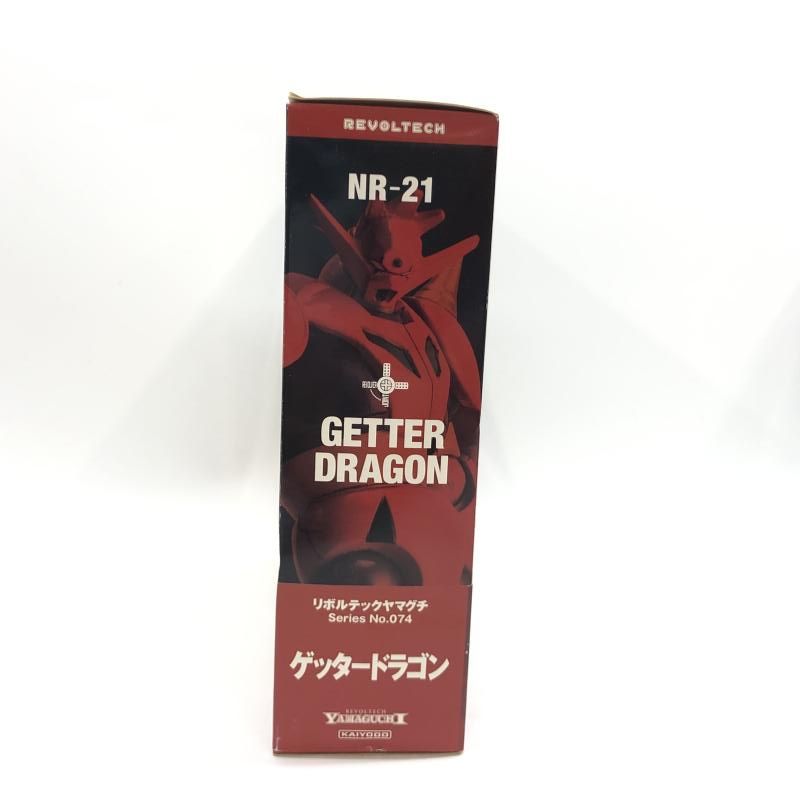 REVOLTECH
NR-21
GETTER
DRAGON
リボルテックヤマグチ
Series No.074
ゲッタードラゴン
REVOLTECH
YAMAGUCHI
KAIYODO